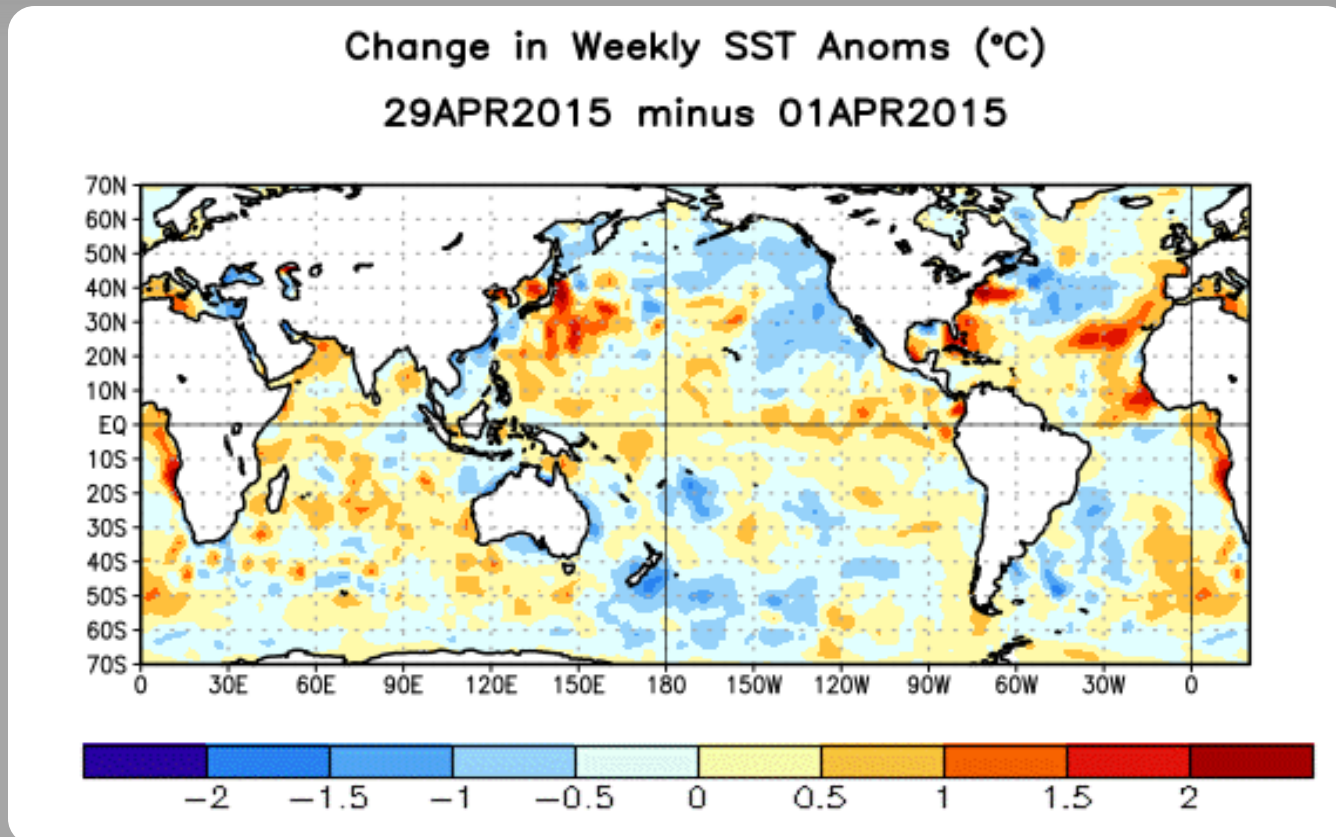 Change in Weekly SST Anoms (°C)
29APR2015 minus 01APR2015
70N
60N
50N
40N
30N
20N
10N
EQ
10S
20S
30S
40S
50S
60S
70S
0 30E 60E 90E 120E 150E 180 150W 120W 90W 60W 30W 0
−2 −1.5 −1 −0.5 0 0.5 1 1.5 2